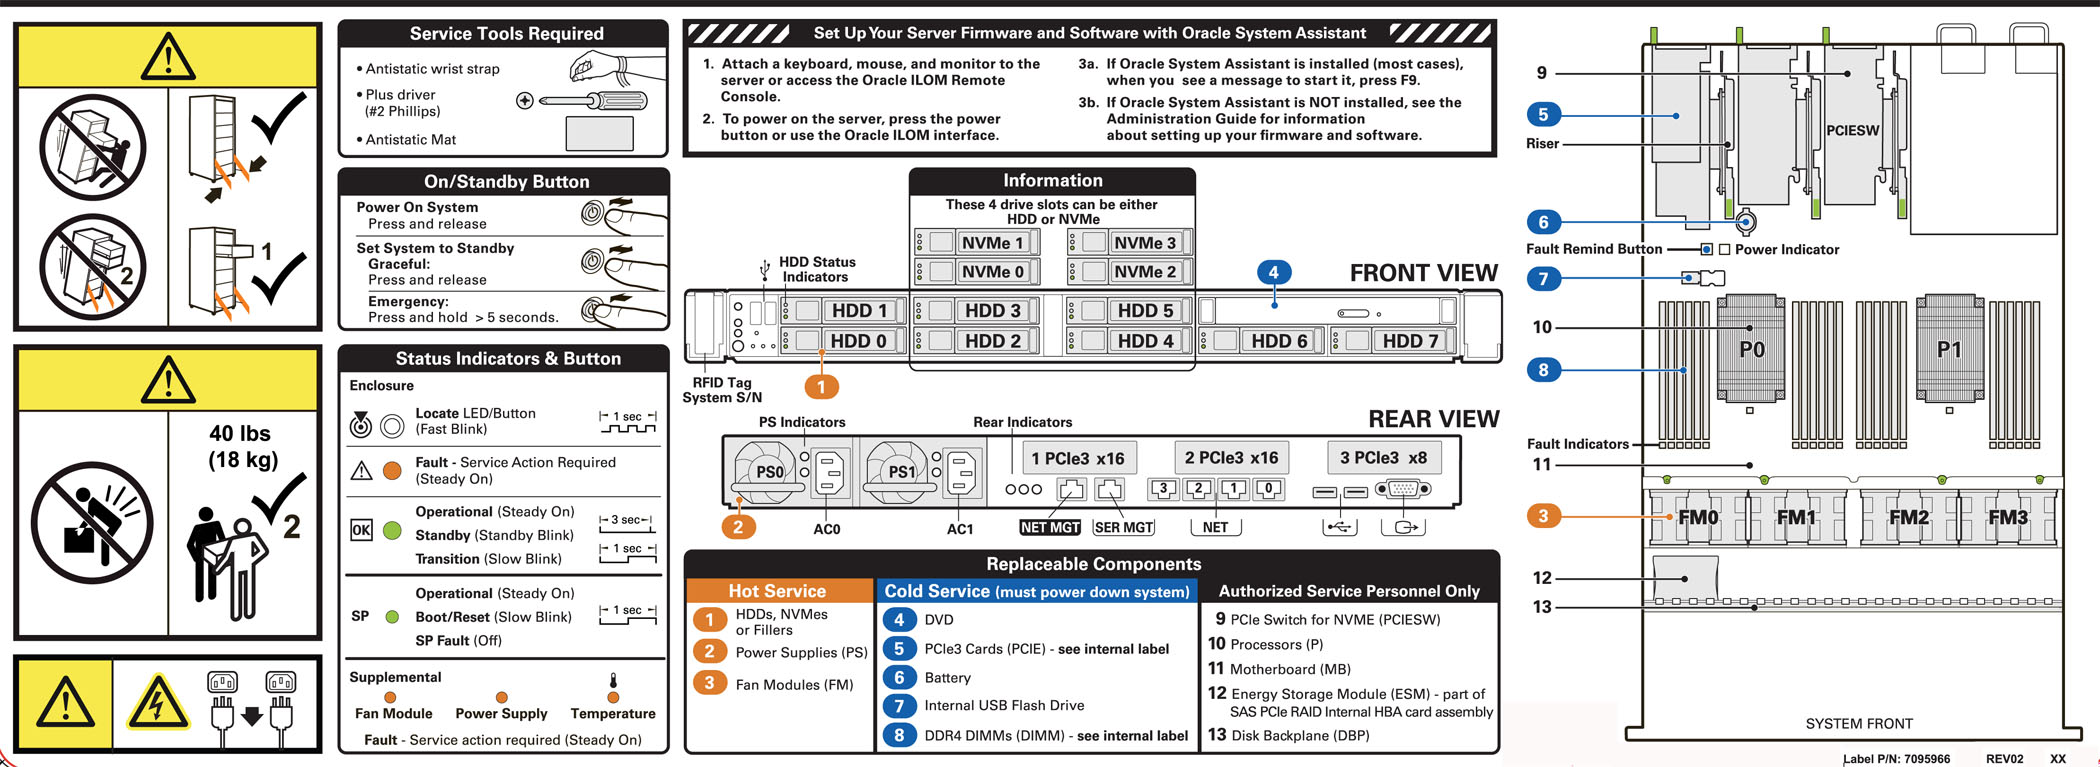 40 lbs
(18 kg)
1
2
2
Service Tools Required
• Antistatic wrist strap
• Plus driver
(#2 Phillips)
• Antistatic Mat
On/Standby Button
Power On System
Press and release
Set System to Standby
Graceful:
Press and release
Emergency:
Press and hold > 5 seconds.
Status Indicators & Button
Enclosure
Locate LED/Button
(Fast Blink)
1 sec
Fault - Service Action Required
(Steady On)
OK
Operational (Steady On)
Standby (Standby Blink)
3 sec
Transition (Slow Blink)
1 sec
SP
Operational (Steady On)
Boot/Reset (Slow Blink)
1 sec
SP Fault (Off)
Supplemental
Fan Module Power Supply Temperature
Fault - Service action required (Steady On)
Set Up Your Server Firmware and Software with Oracle System Assistant
1. Attach a keyboard, mouse, and monitor to the
server or access the Oracle ILOM Remote
Console.
2. To power on the server, press the power
button or use the Oracle ILOM interface.
3a. If Oracle System Assistant is installed (most cases),
when you see a message to start it, press F9.
3b. If Oracle System Assistant is NOT installed, see the
Administration Guide for information
about setting up your firmware and software.
Information
These 4 drive slots can be either
HDD or NVMe
NVMe 1 NVMe 3
NVMe 0 NVMe 2
HDD Status
Indicators
4
FRONT VIEW
HDD 1 HDD 3 HDD 5
HDD 0 HDD 2 HDD 4 HDD 6 HDD 7
RFID Tag
System S/N
1
REAR VIEW
PS Indicators
Rear Indicators
PS0 PS1
1 PCIe3 x16 2 PCIe3 x16 3 PCIe3 x8
3 2 1 0
2
AC0 AC1
NET MGT SER MGT NET
Replaceable Components
Hot Service
1 HDDs, NVMes
or Fillers
2 Power Supplies (PS)
3 Fan Modules (FM)
Cold Service (must power down system)
4 DVD
5 PCIe3 Cards (PCIE) - see internal label
6 Battery
7 Internal USB Flash Drive
8 DDR4 DIMMs (DIMM) - see internal label
Authorized Service Personnel Only
9 PCIe Switch for NVME (PCIESW)
10 Processors (P)
11 Motherboard (MB)
12 Energy Storage Module (ESM) - part of
SAS PCIe RAID Internal HBA card assembly
13 Disk Backplane (DBP)
9
5
PCIESW
Riser
6
Fault Remind Button Power Indicator
7
10
P0 P1
8
Fault Indicators
11
3
FM0 FM1 FM2 FM3
12
13
SYSTEM FRONT
Label P/N: 7095966 REV02 XX